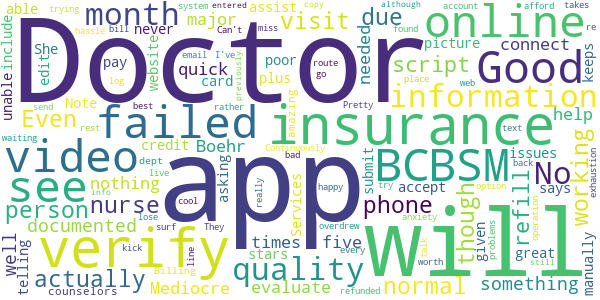 Doctor
app
will
insurance
video
see
failed
verify
online
Good
BCBSM
quality
information
No
month
visit
script
due
phone
person
nurse
normal
working
refill
though
something
actually
documented
evaluate
Even
quick
connect
major
assist
needed
picture
help
issues
accept
says
submit
times
five
stars
Boehr
credit
card
pay
website
edit
She
include
able
unable
Note
nothing
well
telling
counselors
Mediocre
Billing
Services
asking
manually
given
great
keeps
found
never
poor
plus
amazing
dept
live
cool
surf
They
kick
lose
line
really
bad
happy
overdrew
every
worth
refunded
anxiety
try
talk
still
problems
operation
option
takes
exhaustion
back
text
web
place
go
route
rather
best
email
I've
Can't
log
send
rest
info
waiting
trying
hassle
bill
system
entered
previously
Continuously
account
afford
although
miss
copy
re